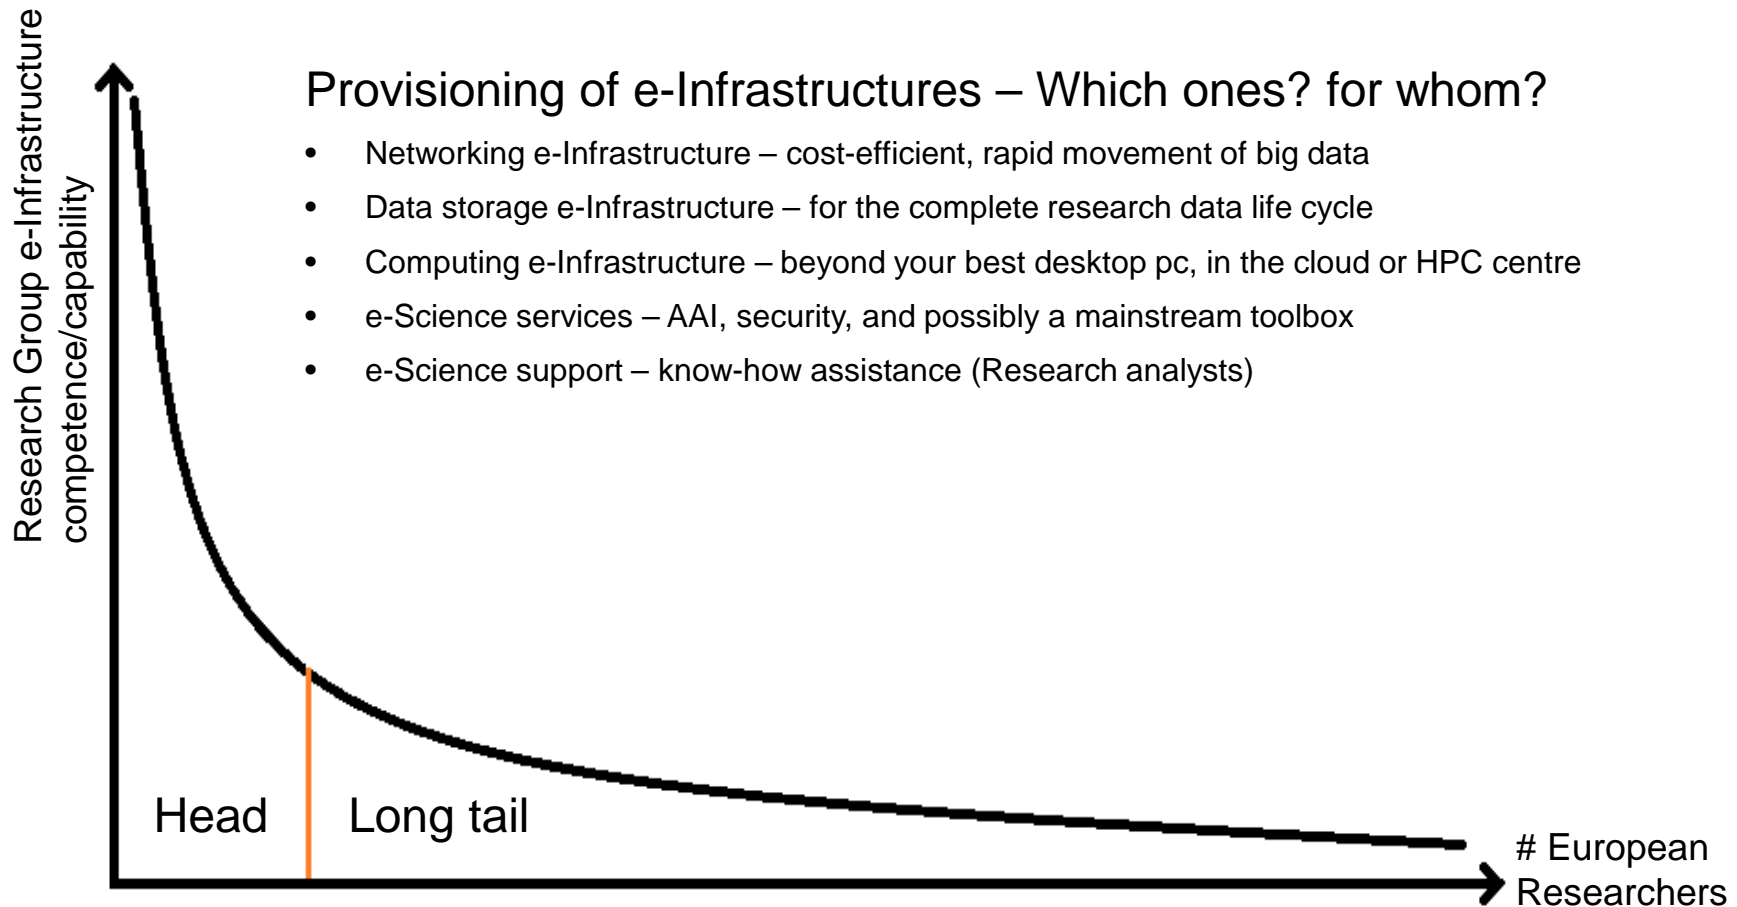 Research Group e-Infrastructure
competence/capability
Provisioning of e-Infrastructures – Which ones? for whom?
• Networking e-Infrastructure – cost-efficient, rapid movement of big data
• Data storage e-Infrastructure – for the complete research data life cycle
• Computing e-Infrastructure – beyond your best desktop pc, in the cloud or HPC centre
• e-Science services – AAI, security, and possibly a mainstream toolbox
• e-Science support – know-how assistance (Research analysts)
Head
Long tail
# European
Researchers